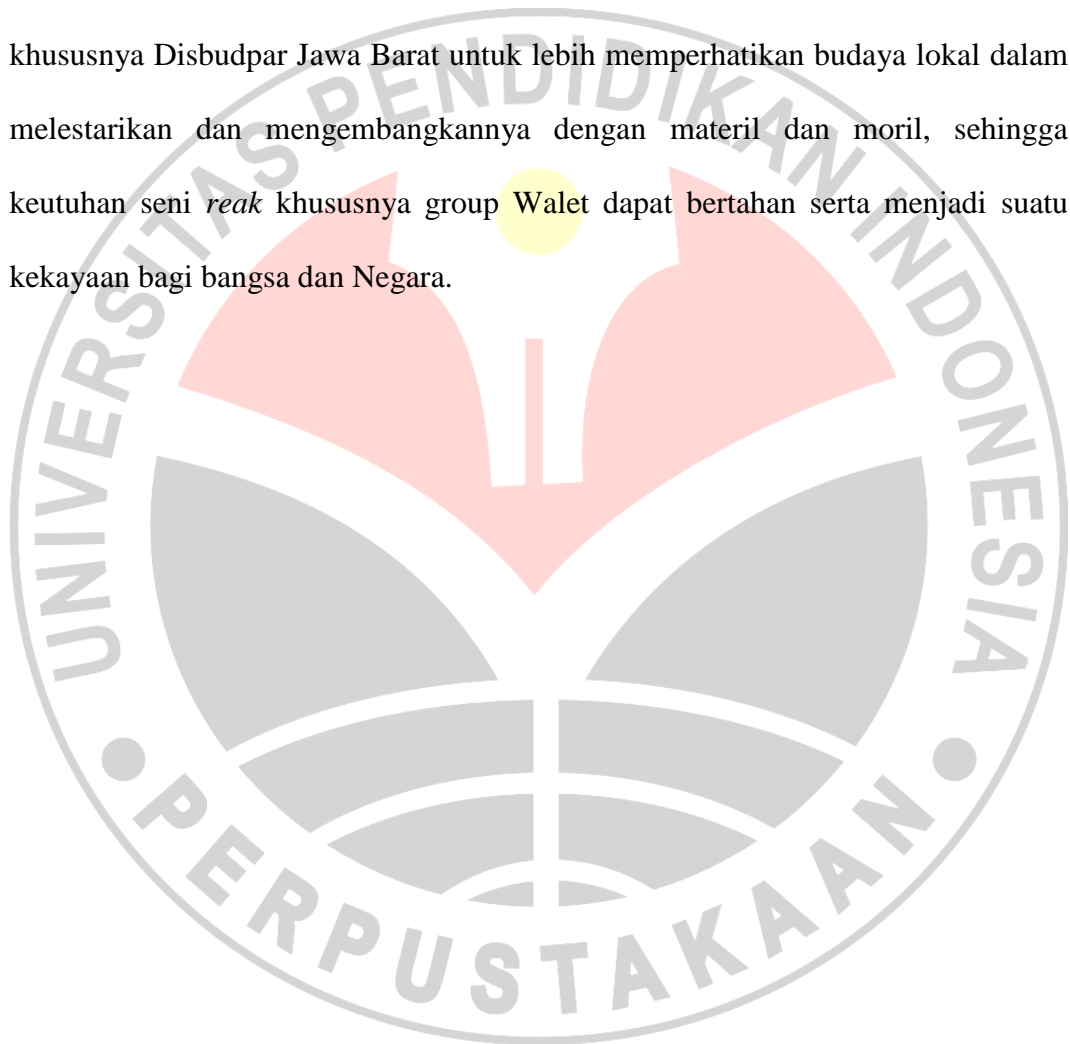 khususnya Disbudpar Jawa Barat untuk lebih memperhatikan budaya lokal dalam
melestarikan dan mengembangkannya dengan materil dan moril, sehingga
keutuhan seni reak khususnya group Walet dapat bertahan serta menjadi suatu
kekayaan bagi bangsa dan Negara.
UNIVERSITAS PENDIDIKAN INDONESIA
PERPUSTAKAAN